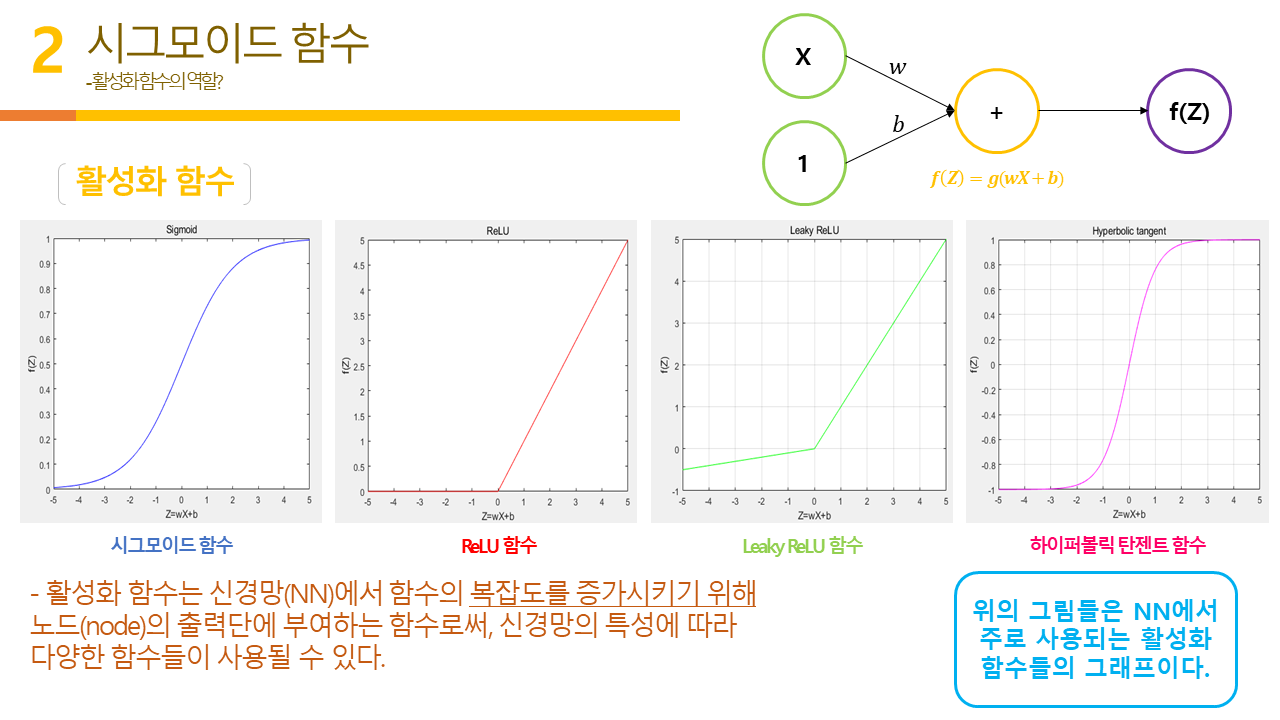 2
시그모이드 함수
-활성화함수의 역할?
X
w
1
b
+
f(Z)
f(Z) = g(wX + b)
활성화 함수
Sigmoid
1
0.9
0.8
0.7
0.6
0.5
0.4
0.3
0.2
0.1
0
f(Z)
-5 -4 -3 -2 -1 0 1 2 3 4 5
Z=wX+b
시그모이드 함수
ReLU
5
4.5
4
3.5
3
2.5
2
1.5
1
0.5
0
f(Z)
-5 -4 -3 -2 -1 0 1 2 3 4 5
Z=wX+b
ReLU 함수
Leaky ReLU
5
4
3
2
1
0
-1
f(Z)
-5 -4 -3 -2 -1 0 1 2 3 4 5
Z=wX+b
Leaky ReLU 함수
Hyperbolic tangent
1
0.8
0.6
0.4
0.2
0
-0.2
-0.4
-0.6
-0.8
-1
f(Z)
-5 -4 -3 -2 -1 0 1 2 3 4 5
Z=wX+b
하이퍼볼릭 탄젠트 함수
- 활성화 함수는 신경망(NN)에서 함수의 복잡도를 증가시키기 위해
노드(node)의 출력단에 부여하는 함수로써, 신경망의 특성에 따라
다양한 함수들이 사용될 수 있다.
위의 그림들은 NN에서
주로 사용되는 활성화
함수들의 그래프이다.